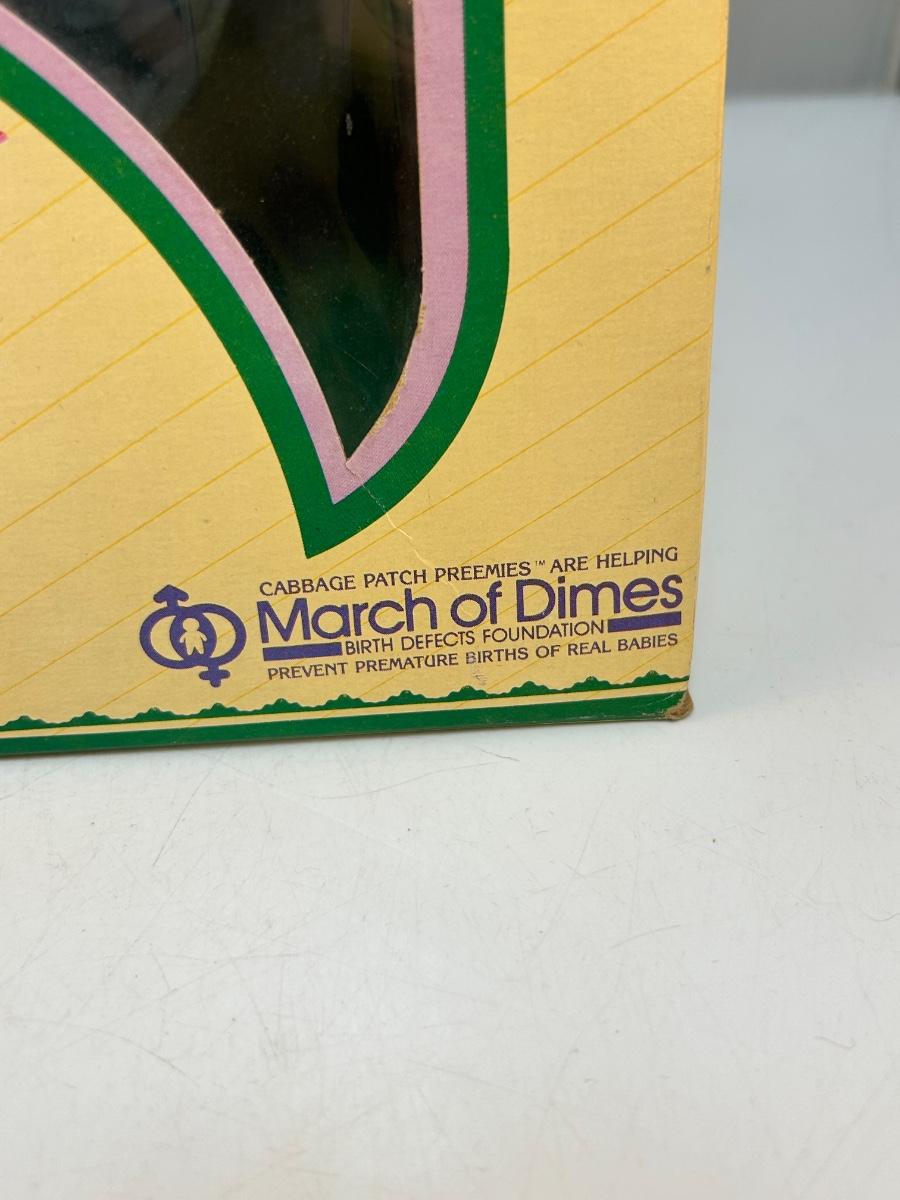 CABBAGE PATCH PREEMIES™ ARE HELPING
March of Dimes
BIRTH DEFECTS FOUNDATION
PREVENT PREMATURE BIRTHS OF REAL BABIES